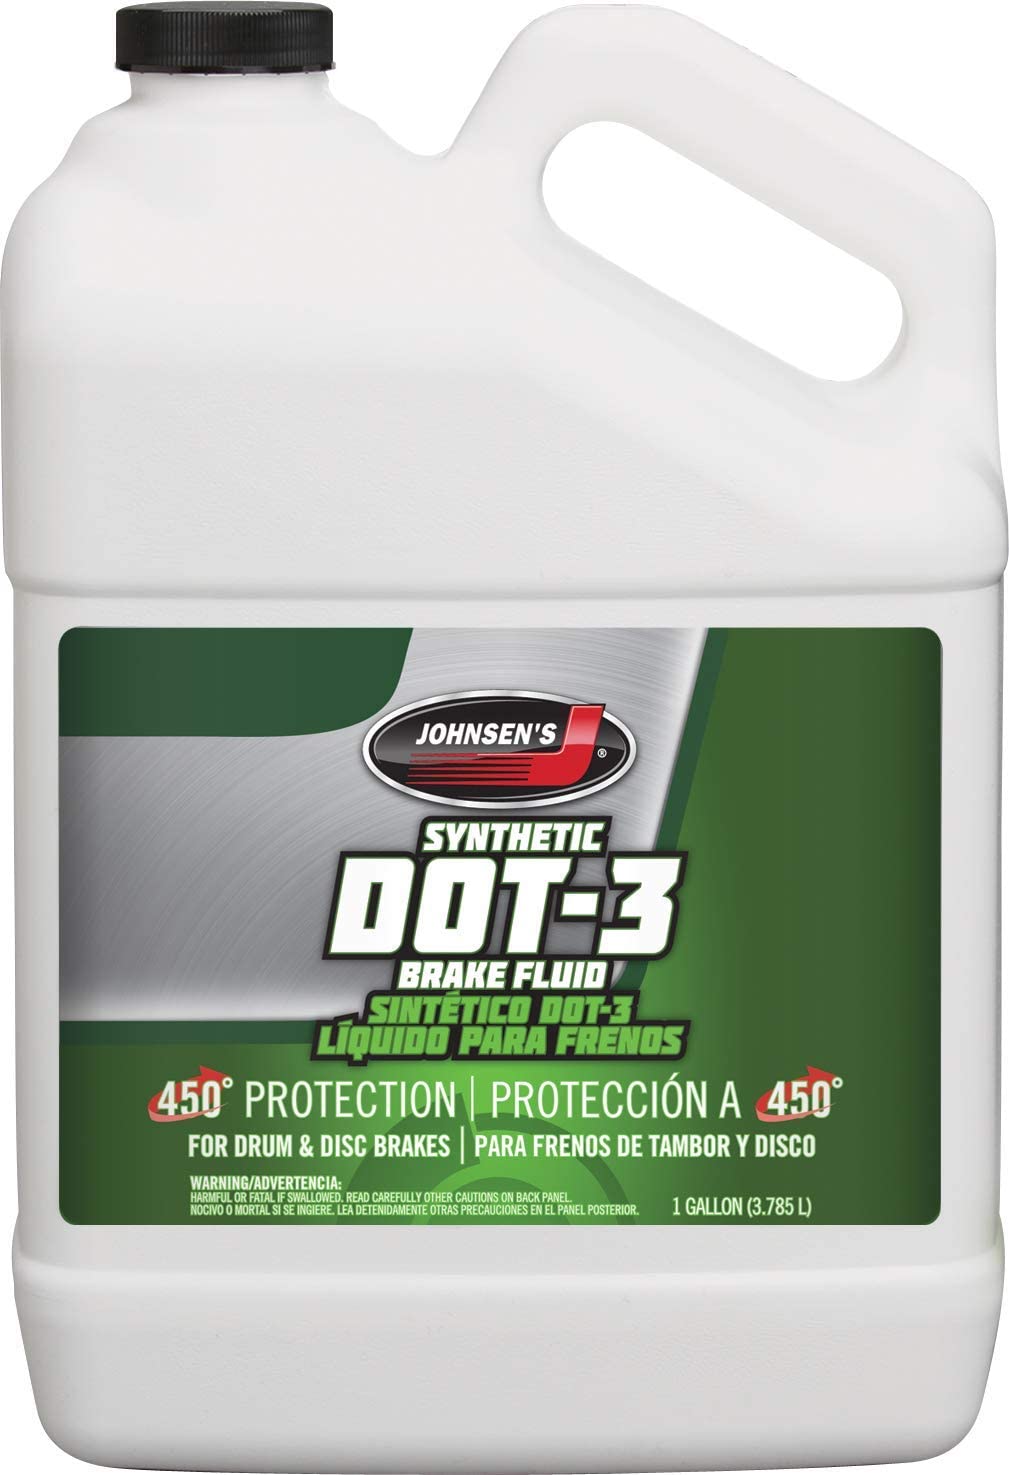 JOHNSEN'S J ®
SYNTHETIC
DOT-3
BRAKE FLUID
SINTÉTICO DOT-3
LÍQUIDO PARA FRENOS
450° PROTECTION | PROTECCIÓN A 450°
FOR DRUM & DISC BRAKES | PARA FRENOS DE TAMBOR Y DISCO
WARNING/ADVERTENCIA:
HARMFUL OR FATAL IF SWALLOWED. READ CAREFULLY OTHER CAUTIONS ON BACK PANEL.
NOCIVO O MORTAL SI SE INGIERE. LEA DETENIDAMENTE OTRAS PRECAUCIONES EN EL PANEL POSTERIOR.
1 GALLON (3.785 L)